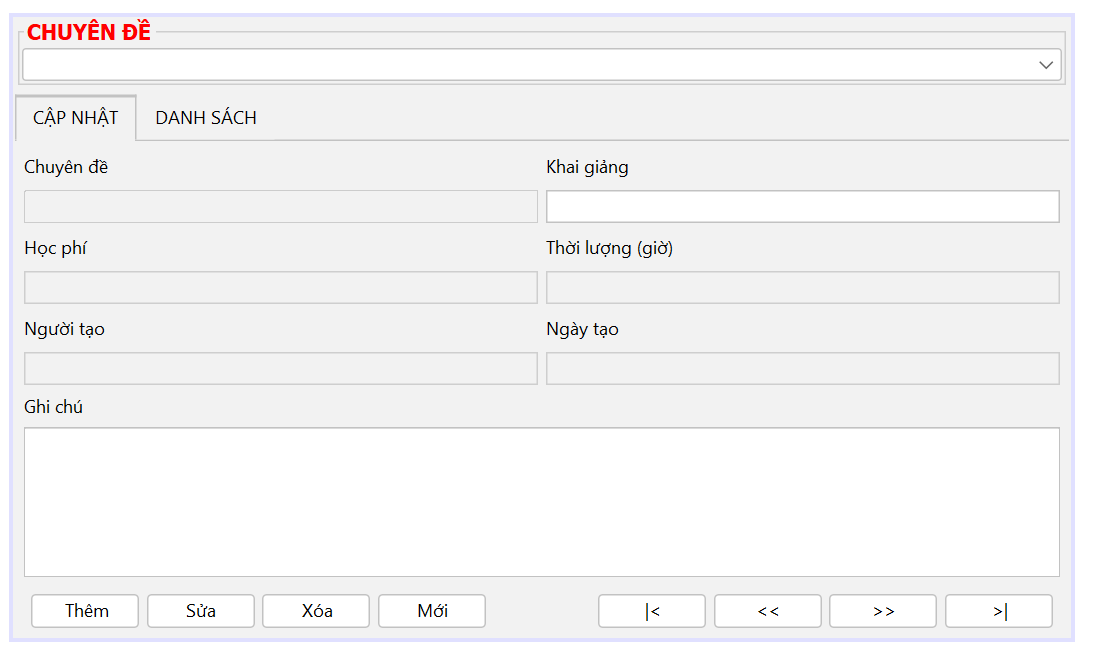 CHUYÊN ĐỀ
CẬP NHẬT DANH SÁCH
Chuyên đề Khai giảng
Học phí Thời lượng (giờ)
Người tạo Ngày tạo
Ghi chú
Thêm Sửa Xóa Mới |< << >> >|